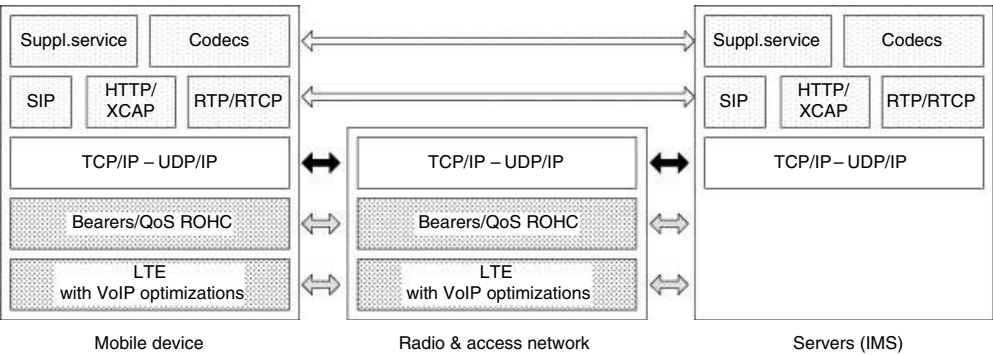 Suppl.service
Codecs
Suppl.service
Codecs
SIP
HTTP/
XCAP
RTP/RTCP
SIP
HTTP/
XCAP
RTP/RTCP
TCP/IP – UDP/IP
TCP/IP – UDP/IP
TCP/IP – UDP/IP
Bearers/QoS ROHC
Bearers/QoS ROHC
LTE
with VoIP optimizations
LTE
with VoIP optimizations
Mobile device
Radio & access network
Servers (IMS)